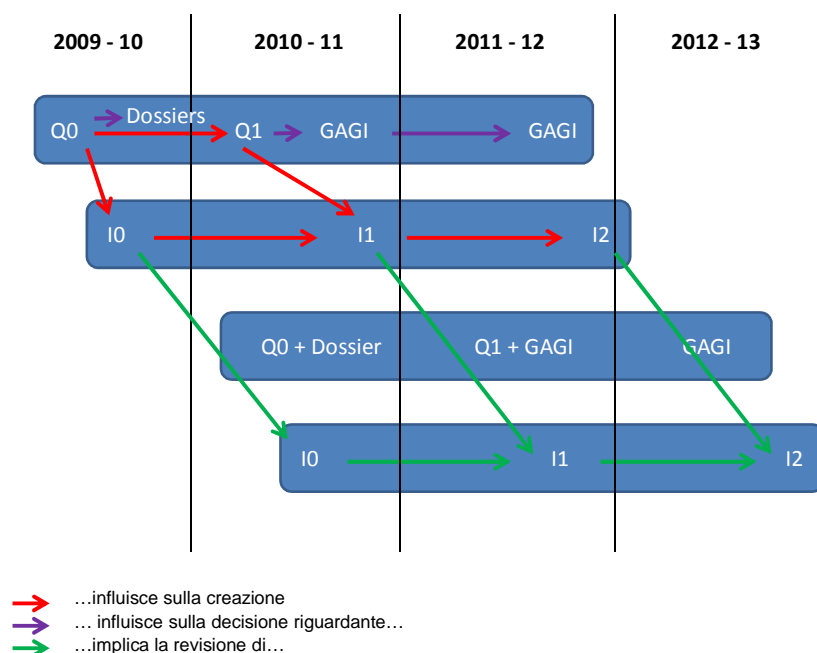 2009 - 10 2010 - 11 2011 - 12 2012 - 13
Dossiers
Q0 Q1 GAGI GAGI
I0 I1 I2
Q0 + Dossier Q1 + GAGI GAGI
I0 I1 I2
…influisce sulla creazione
… influisce sulla decisione riguardante…
…implica la revisione di…